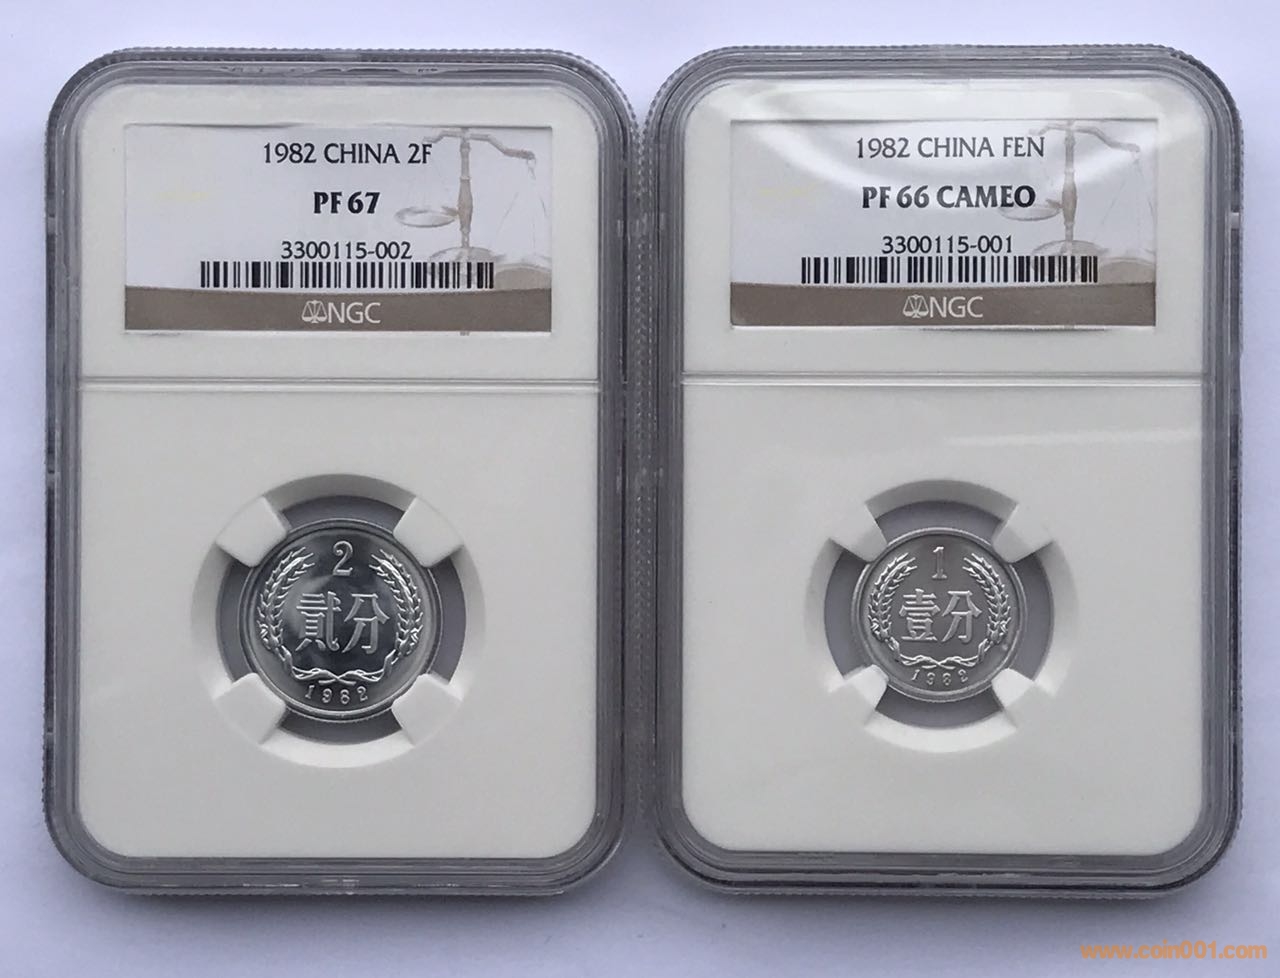 1982 CHINA 2F
PF 67
3300115-002
NGC
2
貳分
1982
1982 CHINA FEN
PF 66 CAMEO
3300115-001
NGC
1
壹分
1982
www.coin001.com